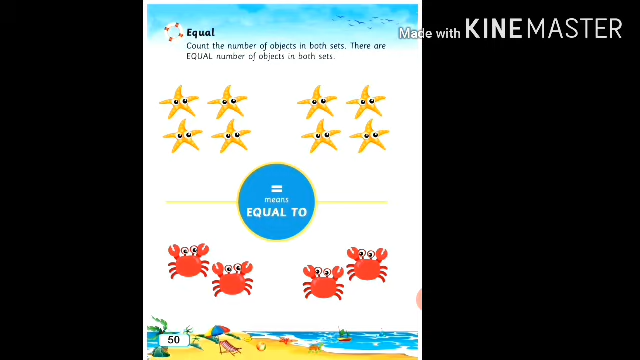 Equal
Made with KINEMASTER
Count the number of objects in both sets. There are
EQUAL number of objects in both sets.
=
means
EQUAL TO
50